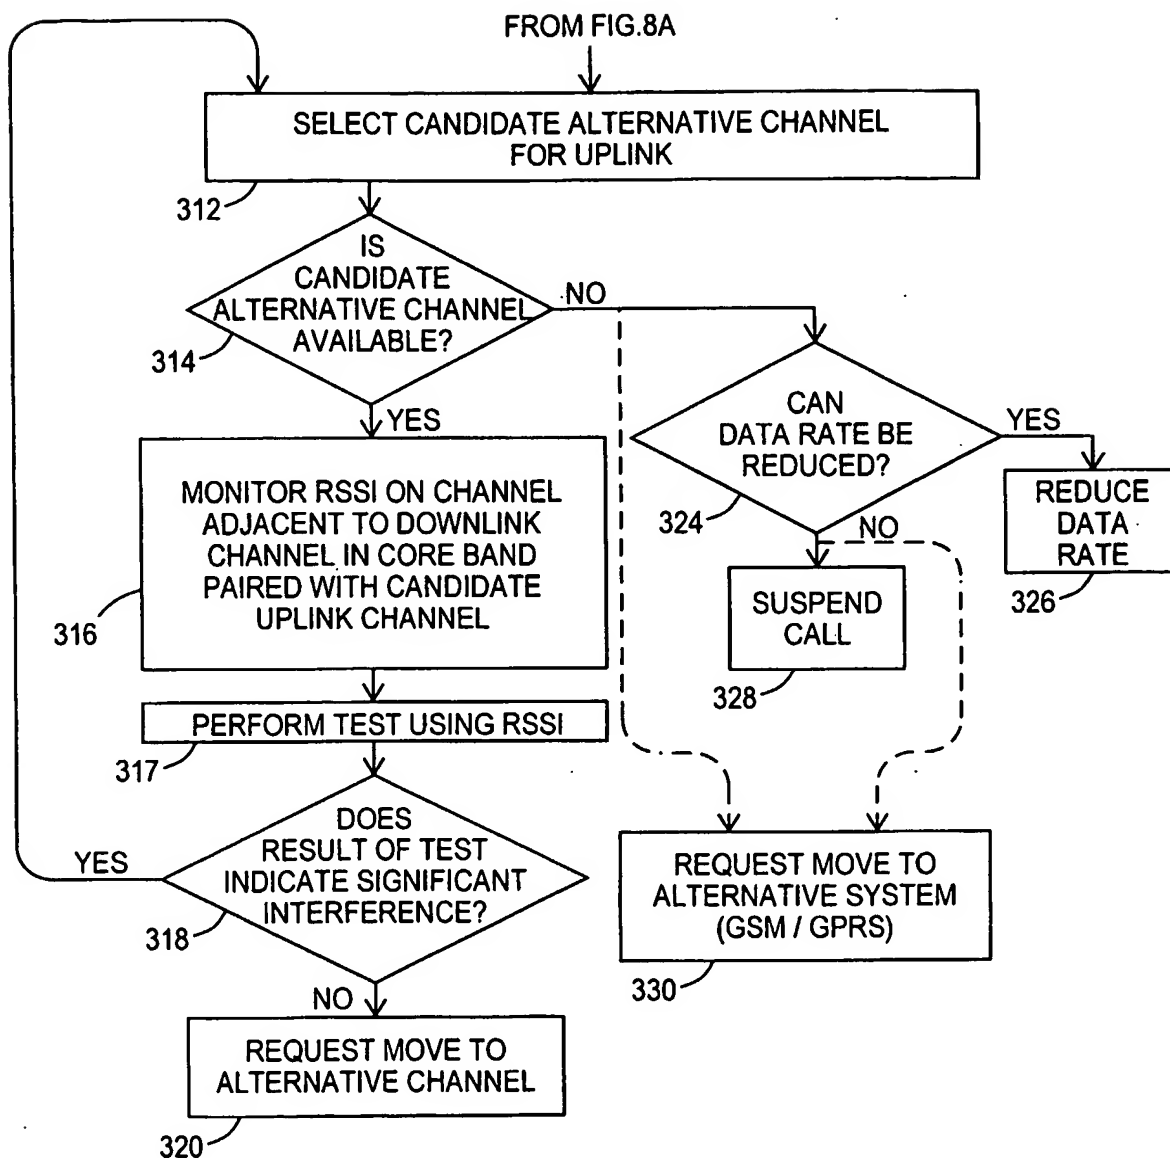 FROM FIG.8A
SELECT CANDIDATE ALTERNATIVE CHANNEL
FOR UPLINK
312
IS
CANDIDATE
ALTERNATIVE CHANNEL
AVAILABLE?
314
NO
YES
CAN
DATA RATE BE
REDUCED?
324
YES
NO
REDUCE
DATA
RATE
326
MONITOR RSSI ON CHANNEL
ADJACENT TO DOWNLINK
CHANNEL IN CORE BAND
PAIRED WITH CANDIDATE
UPLINK CHANNEL
316
SUSPEND
CALL
328
PERFORM TEST USING RSSI
317
DOES
RESULT OF TEST
INDICATE SIGNIFICANT
INTERFERENCE?
318
YES
NO
REQUEST MOVE TO
ALTERNATIVE SYSTEM
(GSM / GPRS)
330
REQUEST MOVE TO
ALTERNATIVE CHANNEL
320